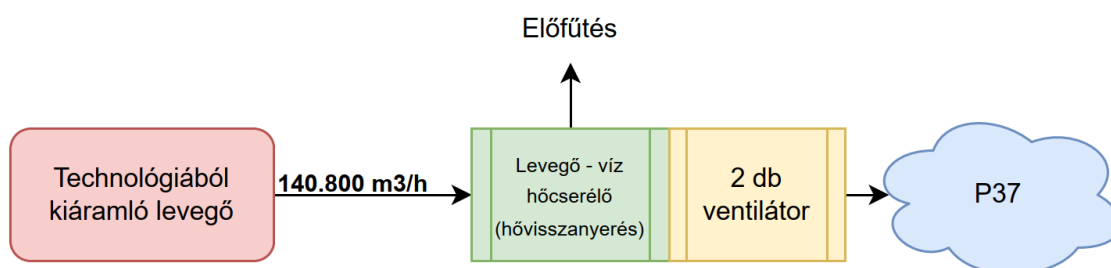 Előfűtés
Technológiából
kiáramló levegő
140.800 m3/h
Levegő - víz
hőcserélő
(hővisszanyerés)
2 db
ventilátor
P37